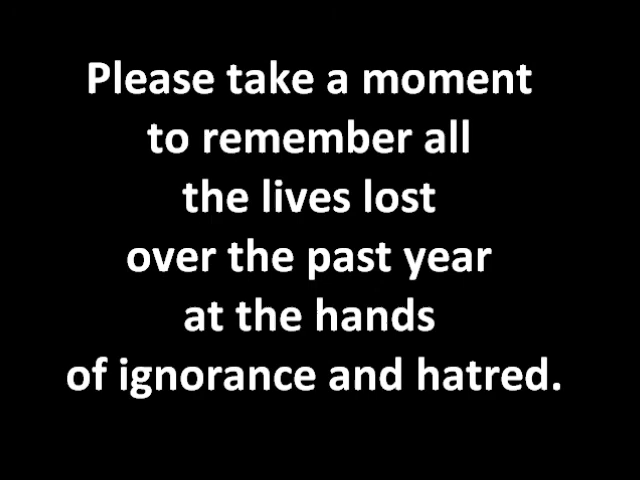 Please take a moment
to remember all
the lives lost
over the past year
at the hands
of ignorance and hatred.